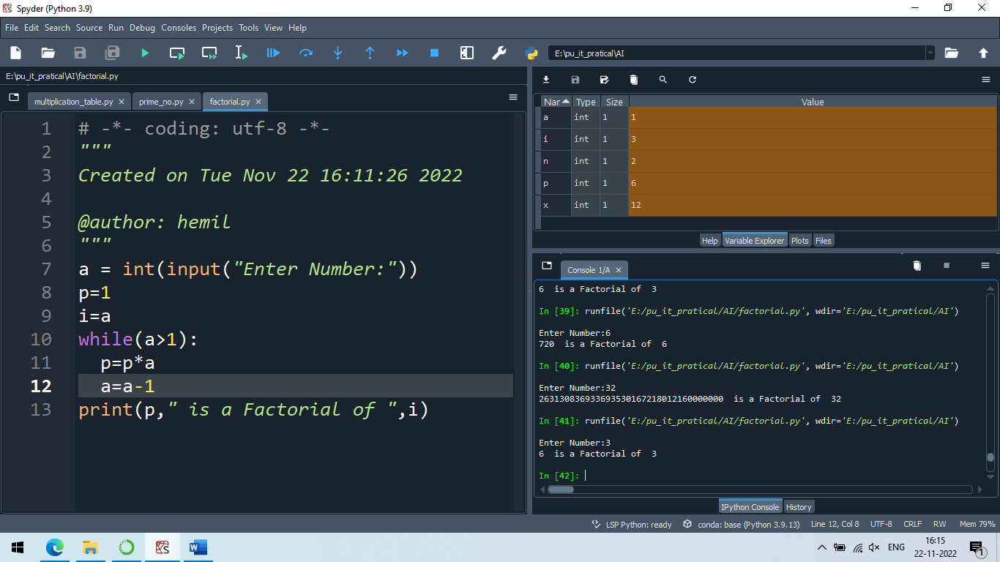 Spyder (Python 3.9)
File Edit Search Source Run Debug Consoles Projects Tools View Help
E:\pu_it_pratical\AI
E:\pu_it_pratical\AI\factorial.py
multiplication_table.py prime_no.py factorial.py
1 # -*- coding: utf-8 -*-
2 """
3 Created on Tue Nov 22 16:11:26 2022
4
5 @author: hemil
6 """
7 a = int(input("Enter Number:"))
8 p=1
9 i=a
10 while(a>1):
11   p=p*a
12   a=a-1
13 print(p," is a Factorial of ",i)
Nar Type Size Value
a int 1 1
i int 1 3
n int 1 2
p int 1 6
x int 1 12
Help Variable Explorer Plots Files
Console 1/A
6  is a Factorial of  3
In [39]: runfile('E:/pu_it_pratical/AI/factorial.py', wdir='E:/pu_it_pratical/AI')
Enter Number:6
720  is a Factorial of  6
In [40]: runfile('E:/pu_it_pratical/AI/factorial.py', wdir='E:/pu_it_pratical/AI')
Enter Number:32
263130836933693530167218012160000000  is a Factorial of  32
In [41]: runfile('E:/pu_it_pratical/AI/factorial.py', wdir='E:/pu_it_pratical/AI')
Enter Number:3
6  is a Factorial of  3
In [42]:
IPython Console History
LSP Python: ready conda: base (Python 3.9.13) Line 12, Col 8 UTF-8 CRLF RW Mem 79%
ENG 16:15
22-11-2022
1